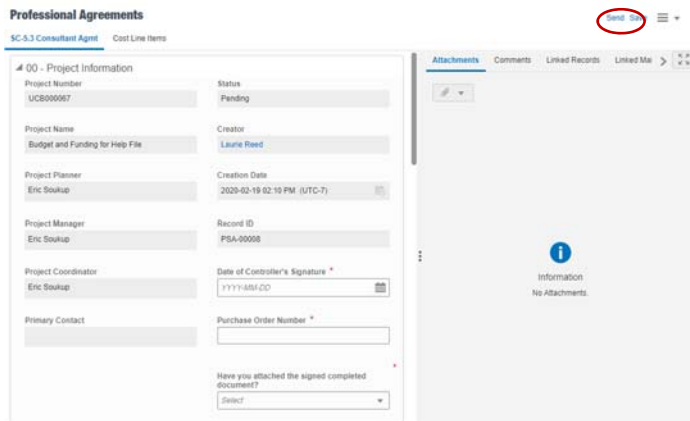 Professional Agreements
Send Save
SC-5.3 Consultant Agmt Cost Line Items
Attachments Comments Linked Records Linked Mai
00 - Project Information
Project Number Status
UCB000067 Pending
Project Name Creator
Budget and Funding for Help File Laurie Reed
Project Planner Creation Date
Eric Soukup 2020-02-19 02:10 PM (UTC-7)
Project Manager Record ID
Eric Soukup PSA-00008
Project Coordinator Date of Controller's Signature *
Eric Soukup YYYY-MM-DD
Primary Contact Purchase Order Number *
Have you attached the signed completed *
document?
Select
Information
No Attachments.